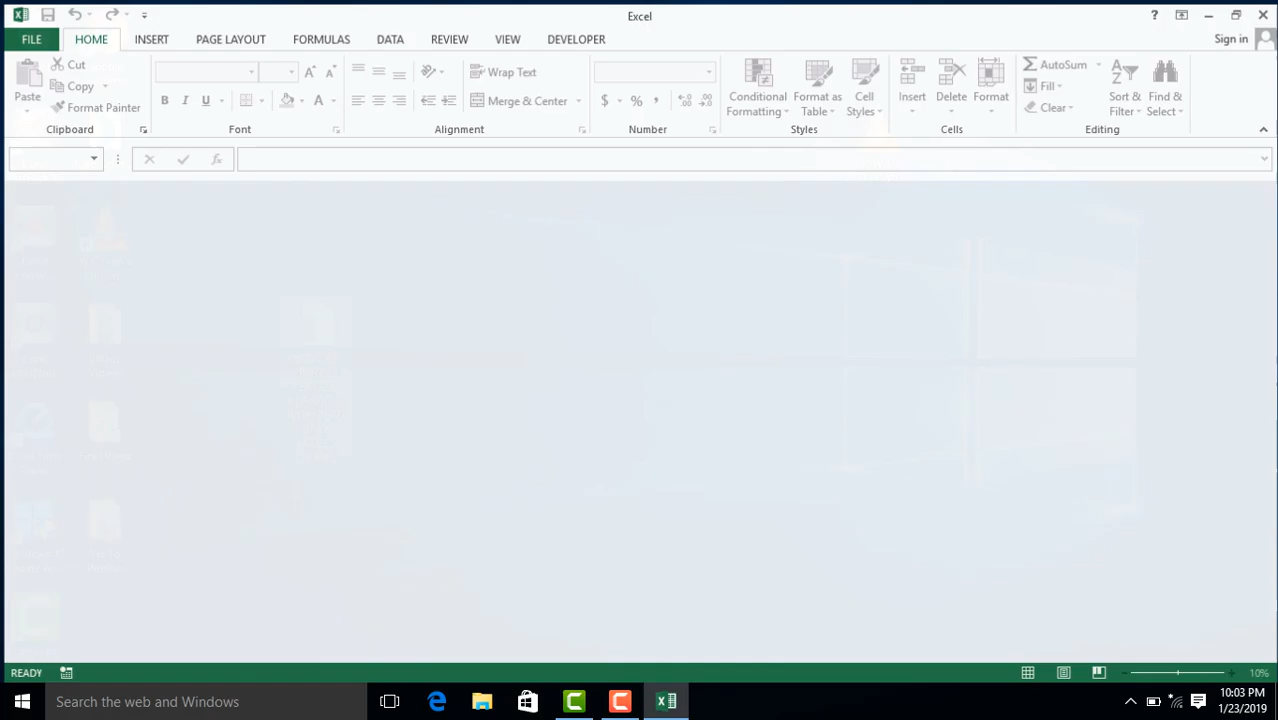 Excel
Sign in
FILE HOME INSERT PAGE LAYOUT FORMULAS DATA REVIEW VIEW DEVELOPER
Cut
Copy
Format Painter
Paste
Clipboard
B I U
A A A
Font
Wrap Text
Merge & Center
Alignment
$ % ,
Number
Conditional Formatting
Format as Table
Cell Styles
Styles
Insert
Delete
Format
Cells
AutoSum
Fill
Clear
Sort & Filter
Find & Select
Editing
fx
READY
10%
Search the web and Windows
10:03 PM
1/23/2019